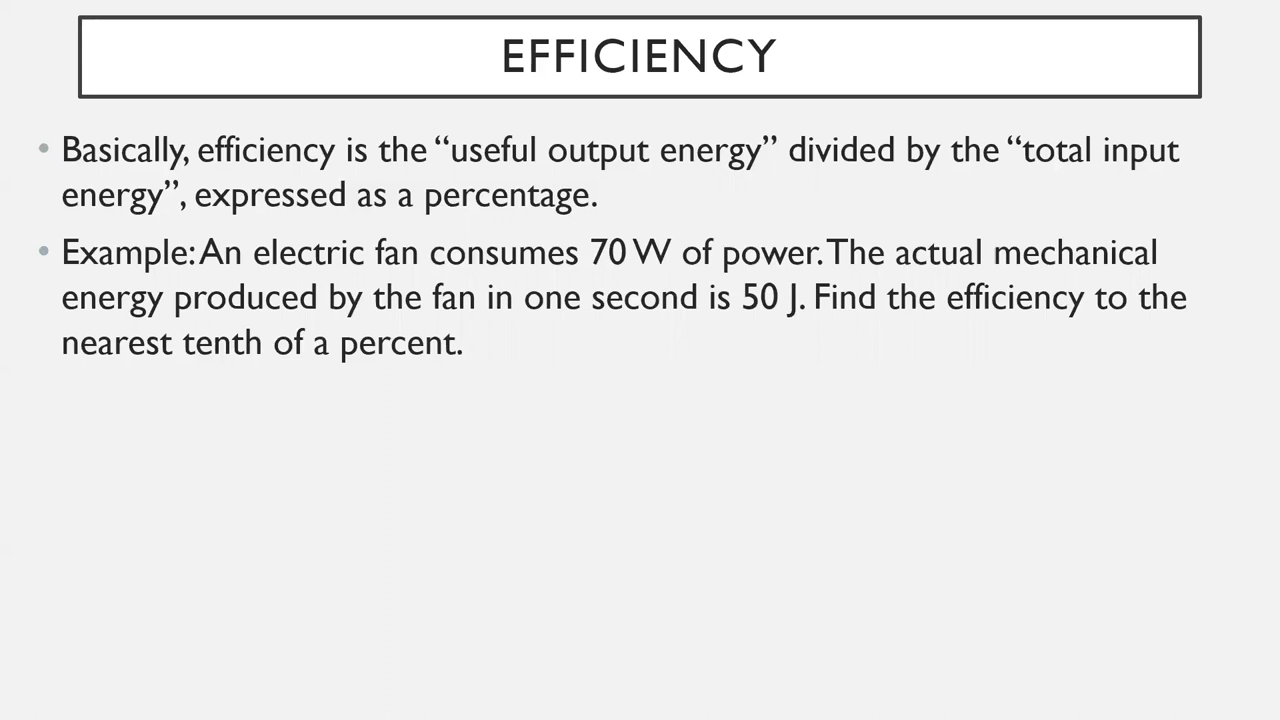 EFFICIENCY
• Basically, efficiency is the “useful output energy” divided by the “total input
energy”, expressed as a percentage.
• Example: An electric fan consumes 70 W of power. The actual mechanical
energy produced by the fan in one second is 50 J. Find the efficiency to the
nearest tenth of a percent.